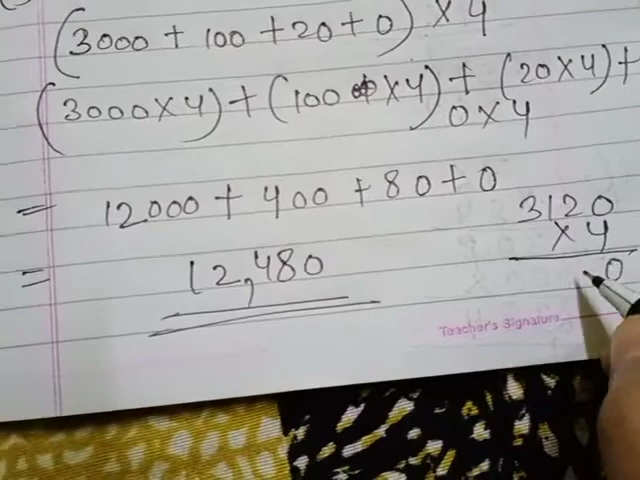 (3000 + 100 + 20 + 0) × 4
(3000 × 4) + (100 × 4) + (20 × 4) +
0 × 4
= 12000 + 400 + 80 + 0
= 12,480
3120
× 4
0
Teacher's Signature